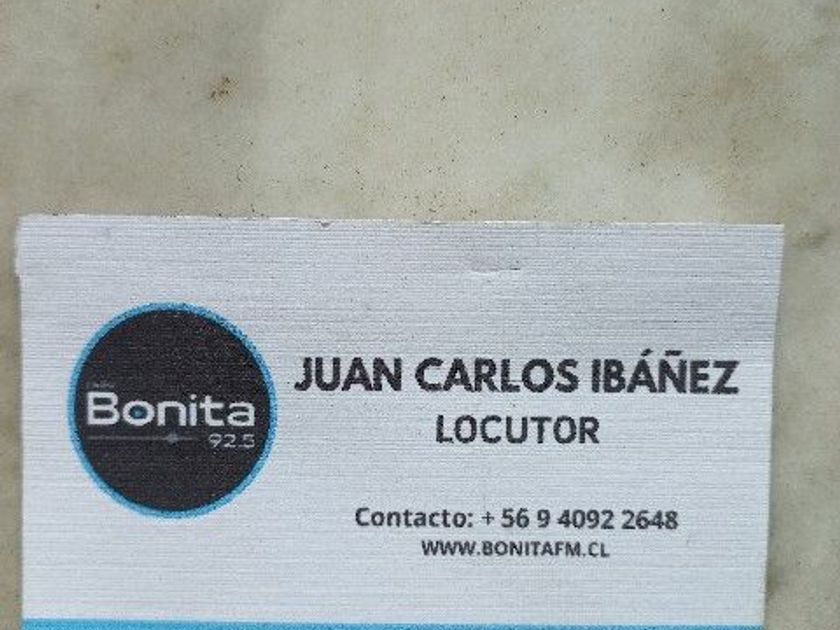 Bonita
92.5
JUAN CARLOS IBÁÑEZ
LOCUTOR
Contacto: + 56 9 4092 2648
WWW.BONITAFM.CL